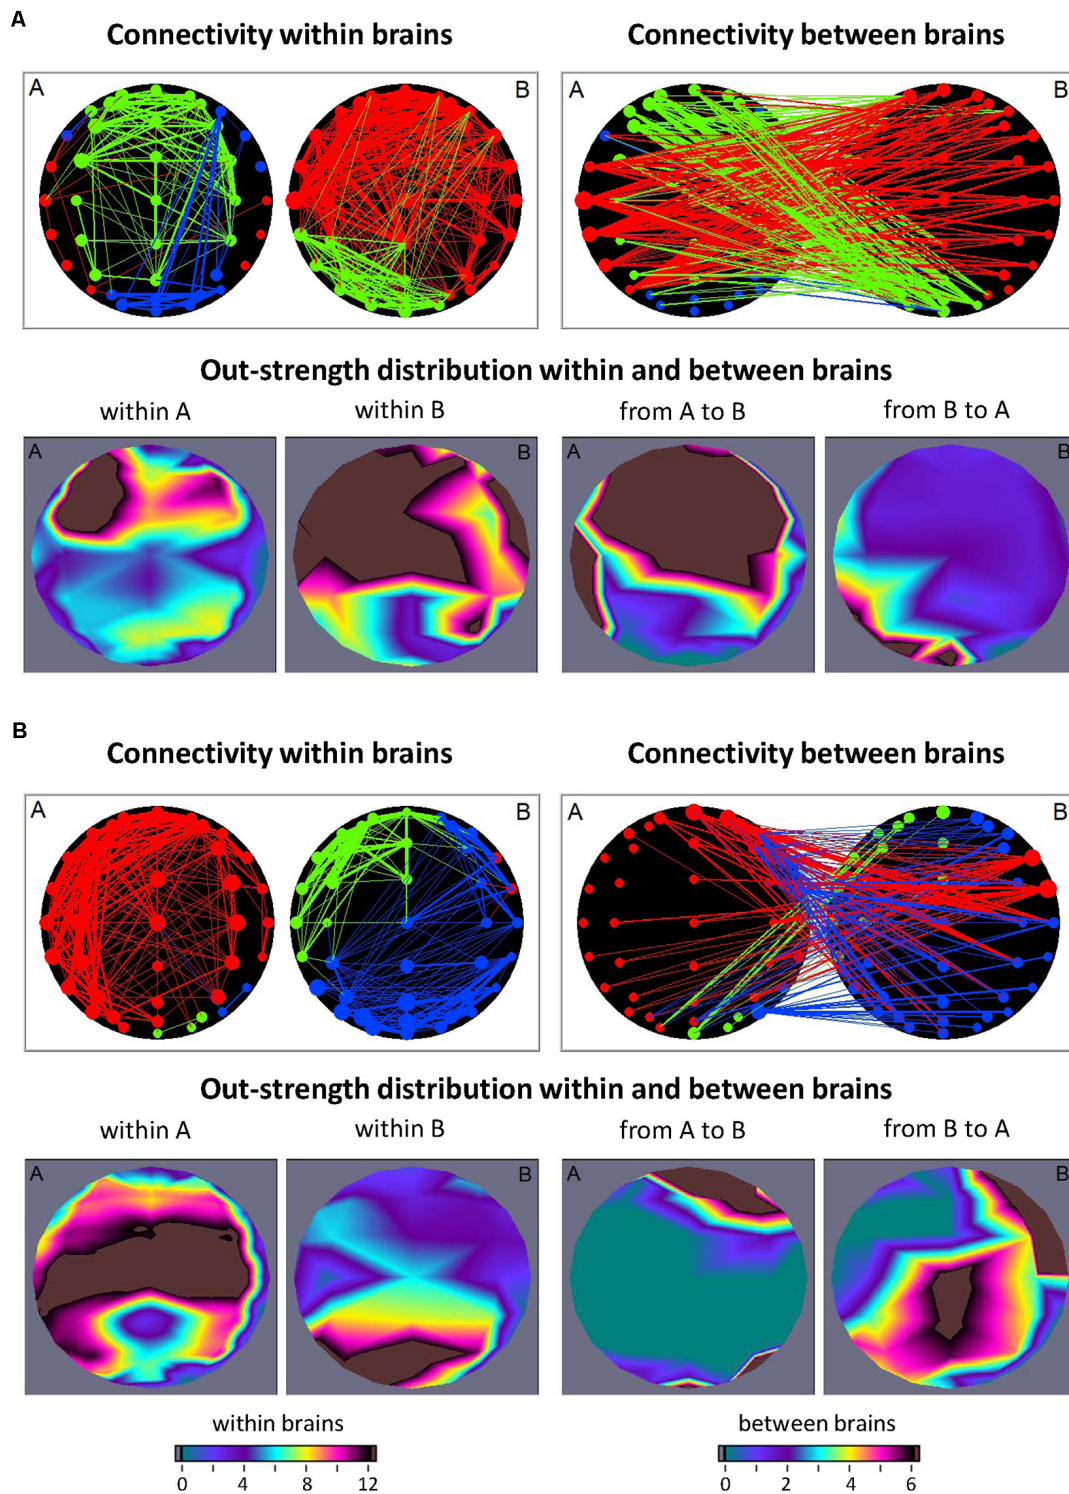 A
Connectivity within brains Connectivity between brains
A B A B
Out-strength distribution within and between brains
within A within B from A to B from B to A
A B A B
B
Connectivity within brains Connectivity between brains
A B A B
Out-strength distribution within and between brains
within A within B from A to B from B to A
A B A B
within brains between brains
0 4 8 12 0 2 4 6